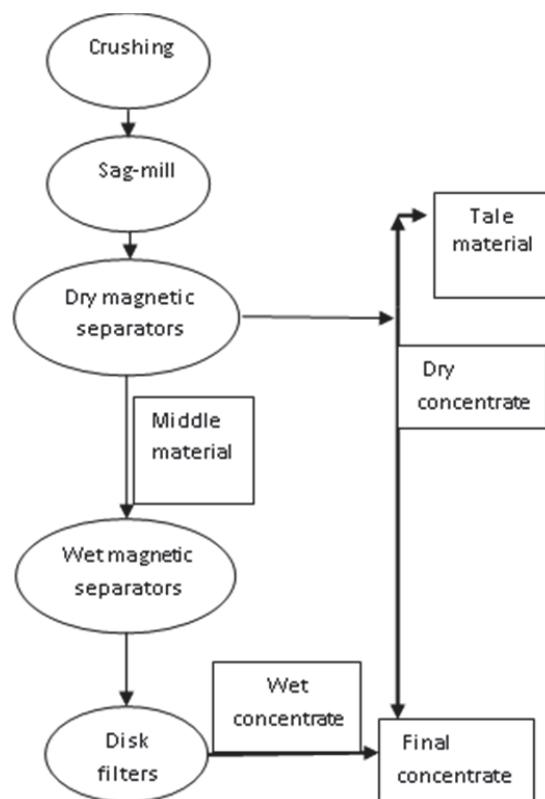 Crushing
Sag-mill
Tale
material
Dry magnetic
separators
Dry
concentrate
Middle
material
Wet magnetic
separators
Wet
concentrate
Disk
filters
Final
concentrate